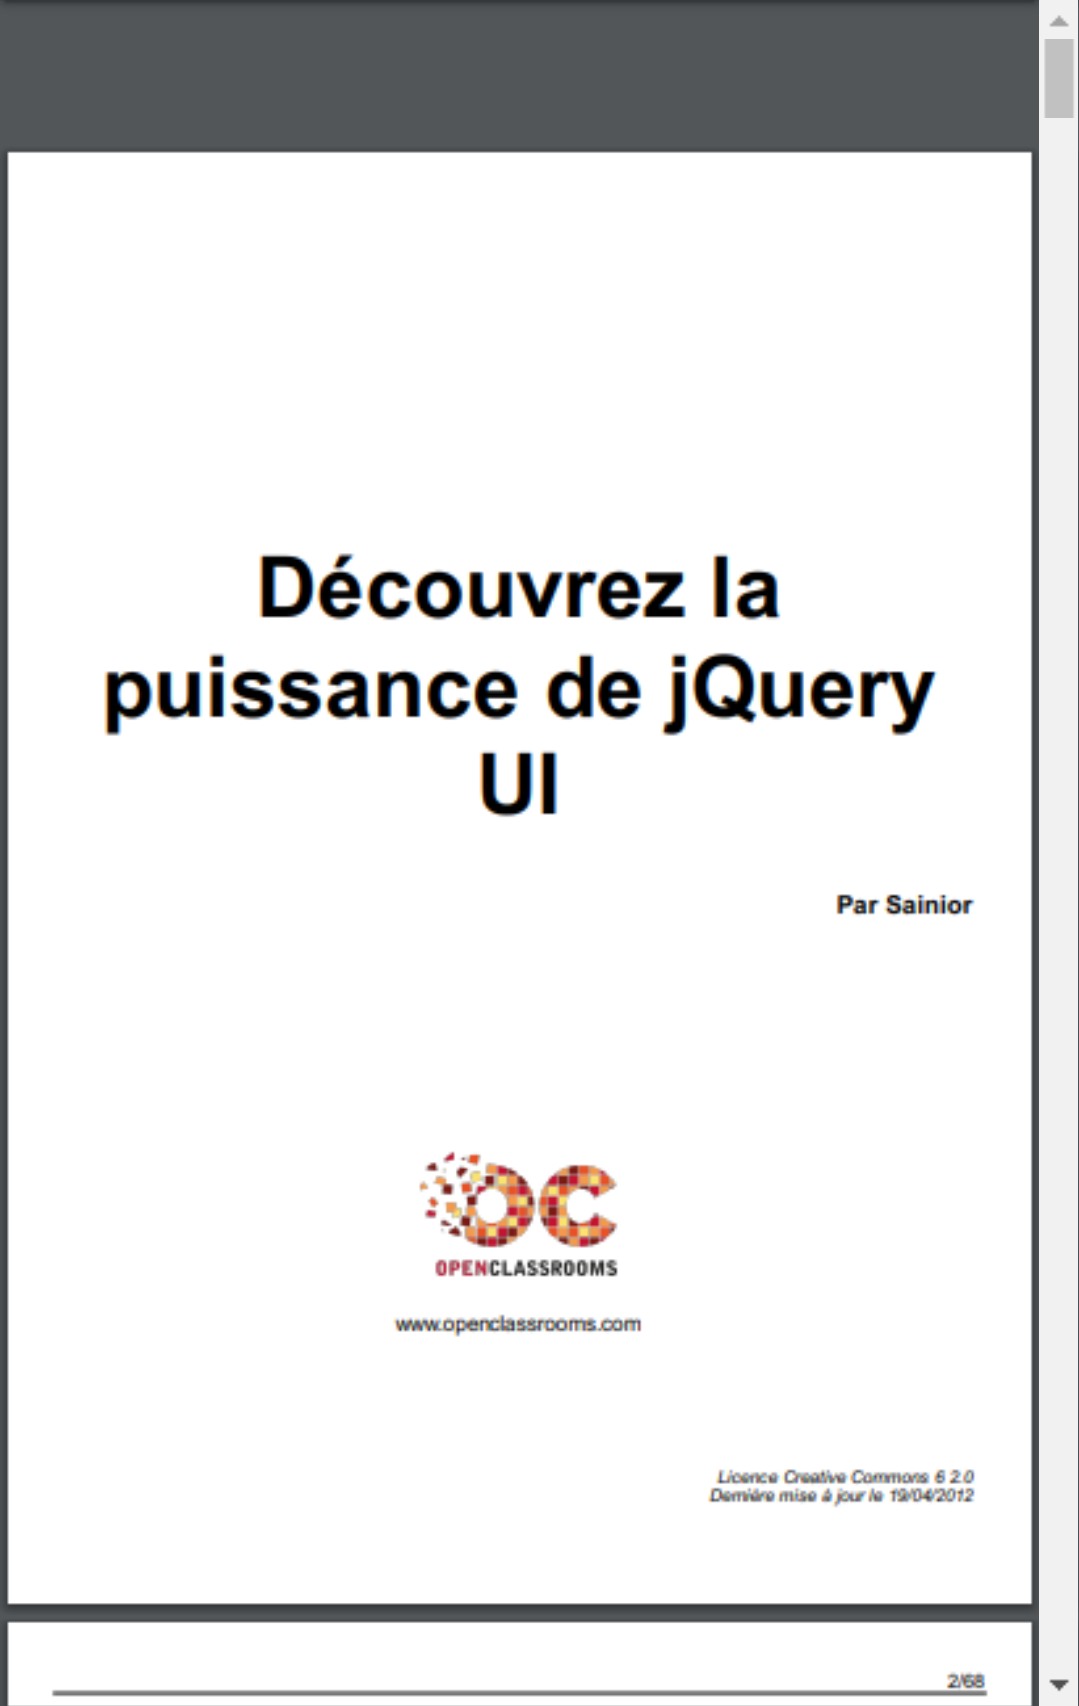 Découvrez la
puissance de jQuery
UI
Par Sainior
OPENCLASSROOMS
www.openclassrooms.com
Licence Creative Commons 6 2.0
Dernière mise à jour le 19/04/2012
2/68